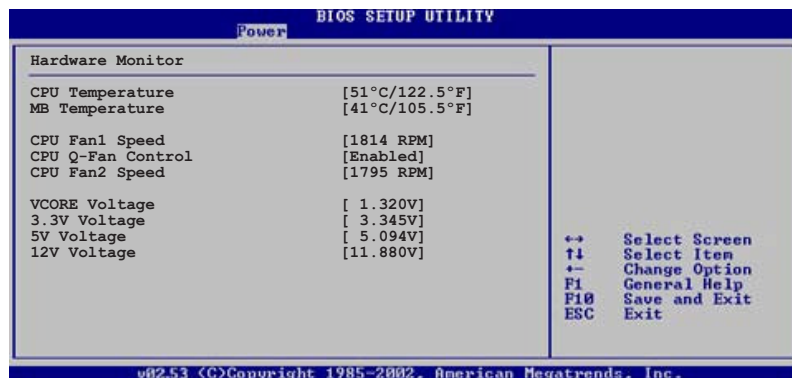 BIOS SETUP UTILITY
Power
Hardware Monitor
CPU Temperature [51°C/122.5°F]
MB Temperature [41°C/105.5°F]
CPU Fan1 Speed [1814 RPM]
CPU Q-Fan Control [Enabled]
CPU Fan2 Speed [1795 RPM]
VCORE Voltage [ 1.320V]
3.3V Voltage [ 3.345V]
5V Voltage [ 5.094V]
12V Voltage [11.880V]
←→ Select Screen
↑↓ Select Item
+- Change Option
F1 General Help
F10 Save and Exit
ESC Exit
v02.53 (C)Copyright 1985-2002, American Megatrends, Inc.